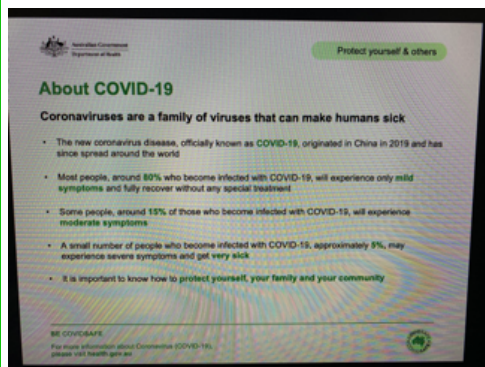 Australian Government
Department of Health
Protect yourself & others
About COVID-19
Coronaviruses are a family of viruses that can make humans sick
• The new coronavirus disease, officially known as COVID-19, originated in China in 2019 and has
since spread around the world
• Most people, around 80% who become infected with COVID-19, will experience only mild
symptoms and fully recover without any special treatment
• Some people, around 15% of those who become infected with COVID-19, will experience
moderate symptoms
• A small number of people who become infected with COVID-19, approximately 5%, may
experience severe symptoms and get very sick
• It is important to know how to protect yourself, your family and your community
BE COVIDSAFE
For more information about Coronavirus (COVID-19),
please visit health.gov.au